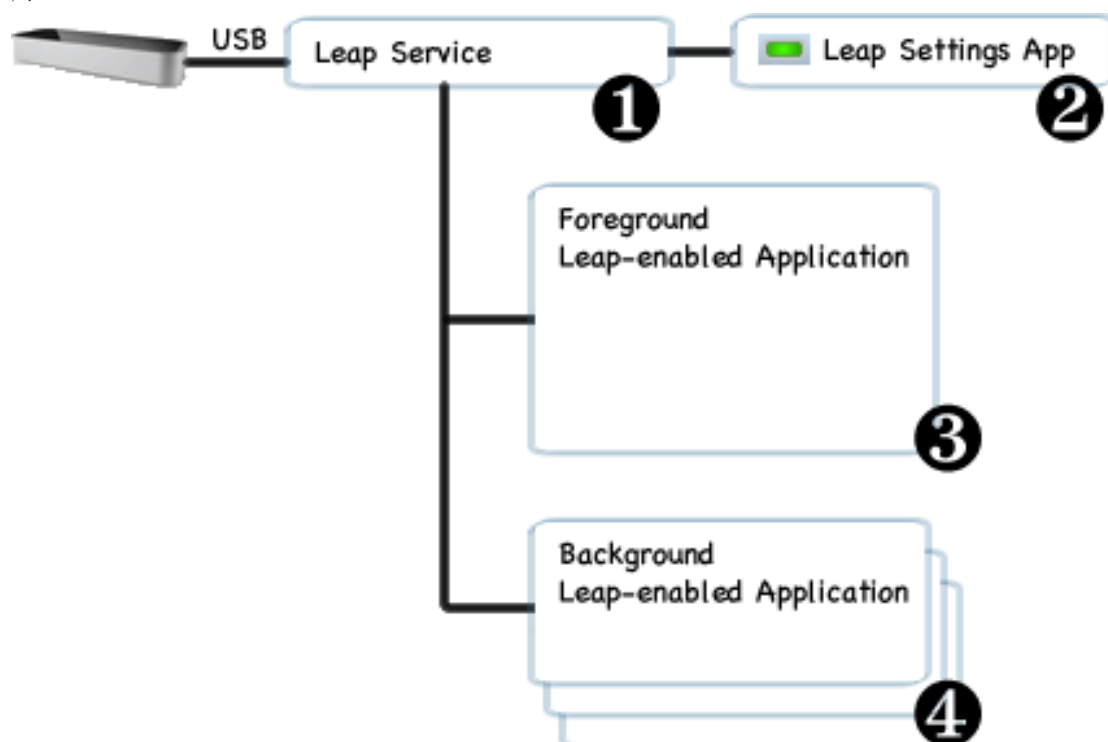 USB
Leap Service
1
Leap Settings App
2
Foreground
Leap-enabled Application
3
Background
Leap-enabled Application
4